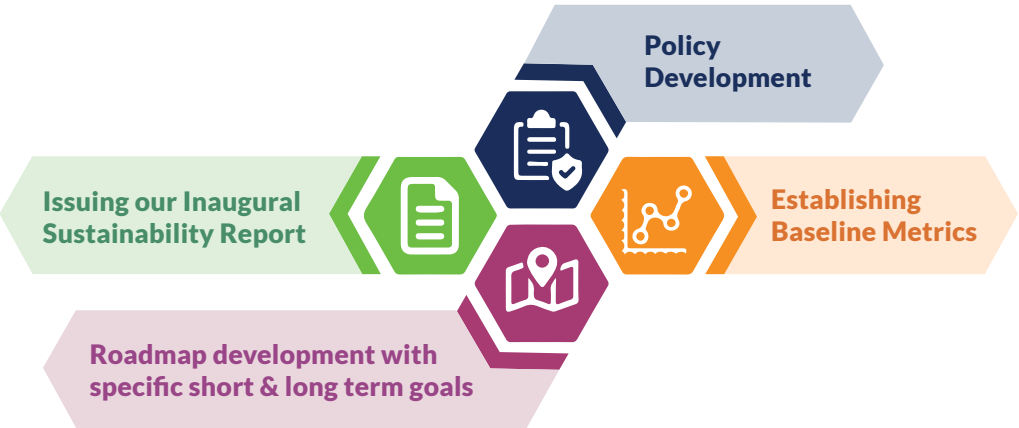 Policy
Development
Issuing our Inaugural
Sustainability Report
Establishing
Baseline Metrics
Roadmap development with
specific short & long term goals